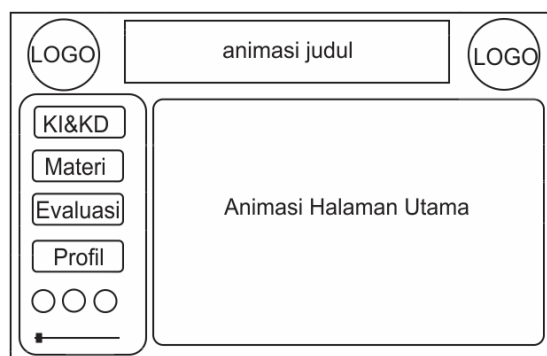 LOGO
animasi judul
LOGO
KI&KD
Materi
Evaluasi
Profil
Animasi Halaman Utama